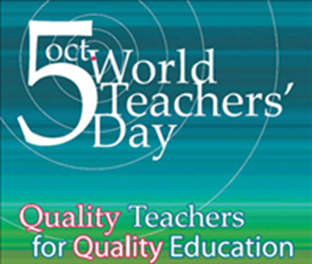 5 oct. World
Teachers'
Day
Quality Teachers
for Quality Education